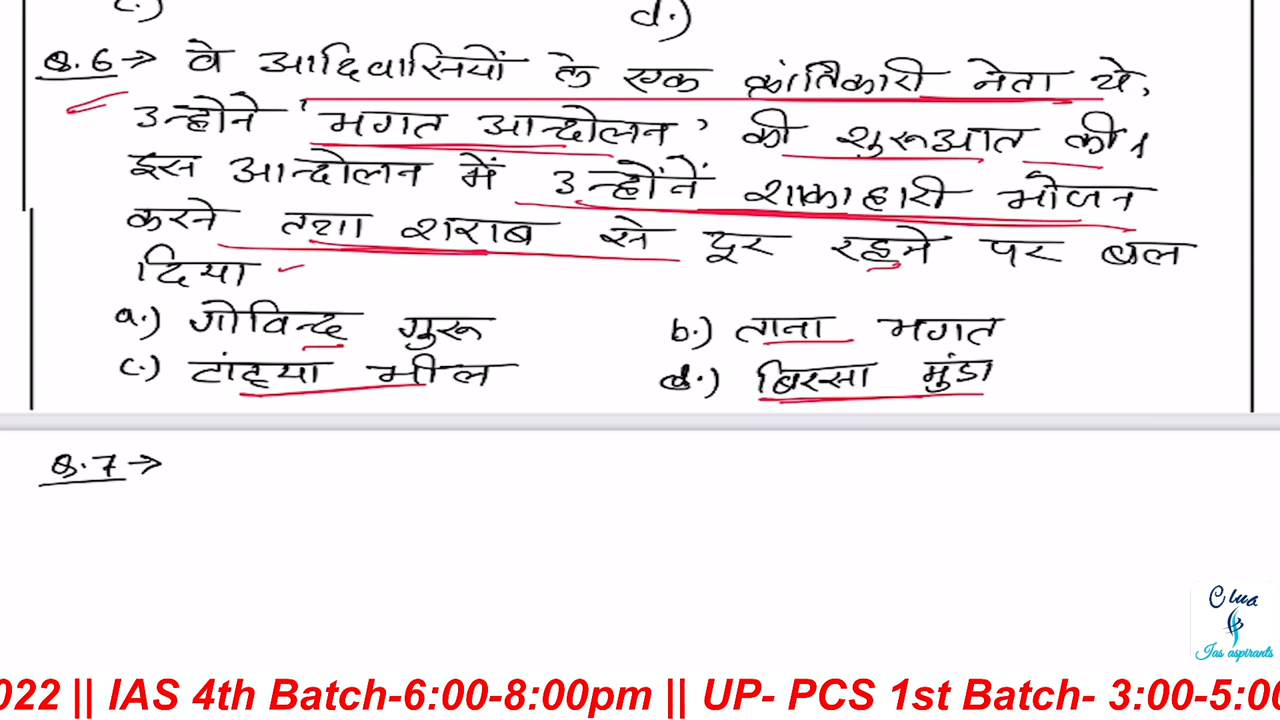 c.) d.)
Q.6→ वे आदिवासियों के एक क्रांतिकारी नेता थे,
उन्होंने 'भगत आन्दोलन' की शुरूआत की।
इस आन्दोलन में उन्होंनें शाकाहारी भोजन
करने तथा शराब से दूर रहने पर बल
दिया
a.) गोविन्द गुरू b.) ताना भगत
c.) टांट्या भील d.) बिरसा मुंडा
Q.7→
Clue
Ias aspirants
022 || IAS 4th Batch-6:00-8:00pm || UP- PCS 1st Batch- 3:00-5:00